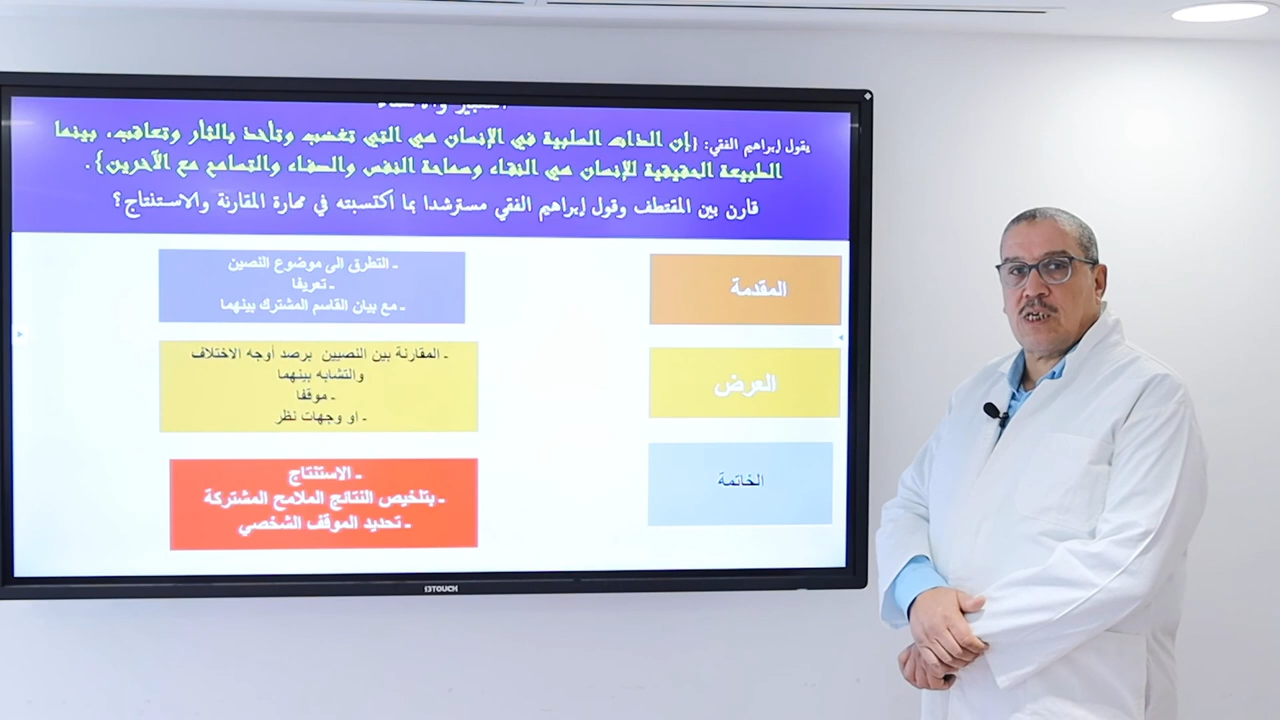 يقول إبراهيم الفقي: {إن الذات السلبية في الإنسان هي التي تغضب وتأخذ بالثأر وتعاقب، بينما
الطبيعة الحقيقية للإنسان هي النقاء وسماحة النفس والصفاء والتسامح مع الآخرين}.
قارن بين المقتطف وقول إبراهيم الفقي مسترشدا بما أكتسبته في مهارة المقارنة والاستنتاج؟
المقدمة
- التطرق الى موضوع النصين
- تعريفا
- مع بيان القاسم المشترك بينهما
العرض
- المقارنة بين النصيين برصد أوجه الاختلاف
والتشابه بينهما
- موقفا
- او وجهات نظر
الخاتمة
- الاستنتاج
- بتلخيص النتائج الملامح المشتركة
- تحديد الموقف الشخصي
i3TOUCH